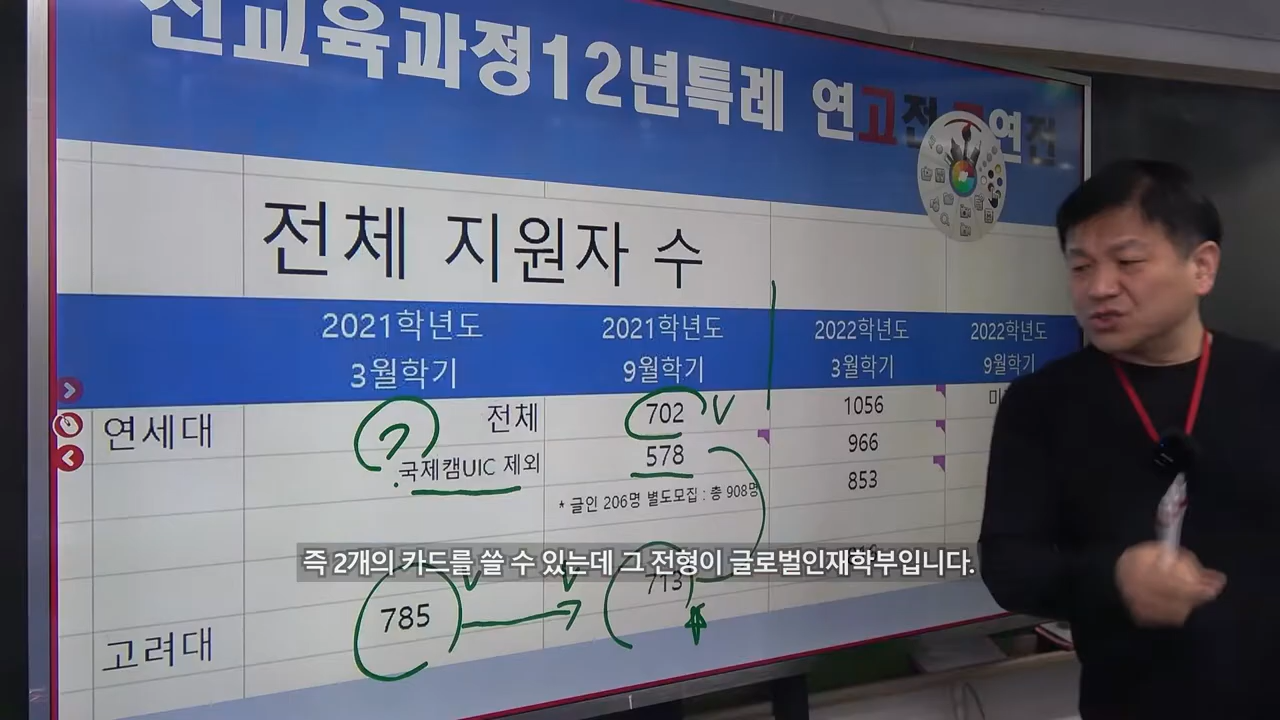 전교육과정12년특례 연고전 연전
전체 지원자 수
2021학년도 2021학년도 2022학년도 2022학년도
3월학기 9월학기 3월학기 9월학기
연세대 ? 전체 702 V 1056
국제캠UIC 제외 578 966
* 글인 206명 별도모집 : 총 908명 853
즉 2개의 카드를 쓸 수 있는데 그 전형이 글로벌인재학부입니다.
고려대 785 713